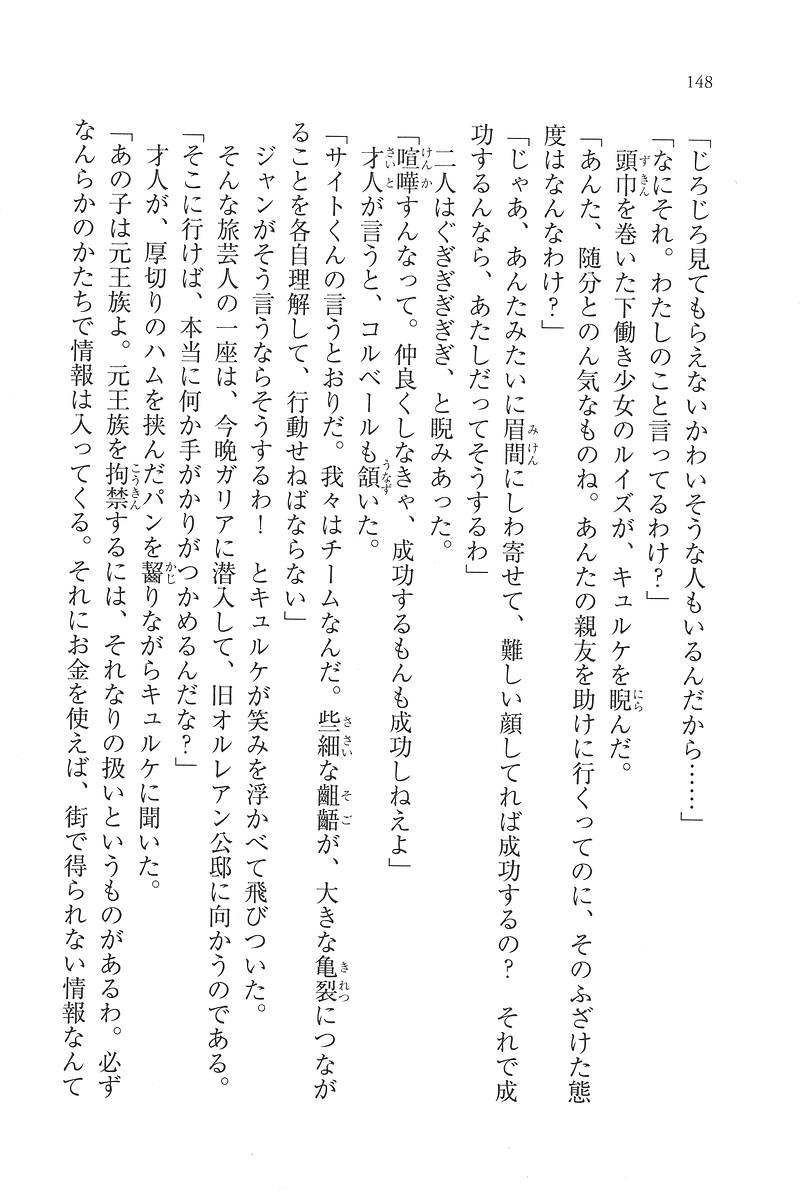 148
「じろじろ見てもらえないかわいそうな人もいるんだから……」
「なにそれ。わたしのこと言ってるわけ？」
　頭巾を巻いた下働き少女のルイズが、キュルケを睨んだ。
「あんた、随分とのん気なものね。あんたの親友を助けに行くってのに、そのふざけた態
度はなんなわけ？」
「じゃあ、あんたみたいに眉間にしわ寄せて、難しい顔してれば成功するの？　それで成
功するんなら、あたしだってそうするわ」
　二人はぐぎぎぎぎぎ、と睨みあった。
「喧嘩すんなって。仲良くしなきゃ、成功するもんも成功しねえよ」
　才人が言うと、コルベールも頷いた。
「サイトくんの言うとおりだ。我々はチームなんだ。些細な齟齬が、大きな亀裂につなが
ることを各自理解して、行動せねばならない」
　ジャンがそう言うならそうするわ！　とキュルケが笑みを浮かべて飛びついた。
　そんな旅芸人の一座は、今晩ガリアに潜入して、旧オルレアン公邸に向かうのである。
「そこに行けば、本当に何か手がかりがつかめるんだな？」
　才人が、厚切りのハムを挟んだパンを齧りながらキュルケに聞いた。
「あの子は元王族よ。元王族を拘禁するには、それなりの扱いというものがあるわ。必ず
なんらかのかたちで情報は入ってくる。それにお金を使えば、街で得られない情報なんて